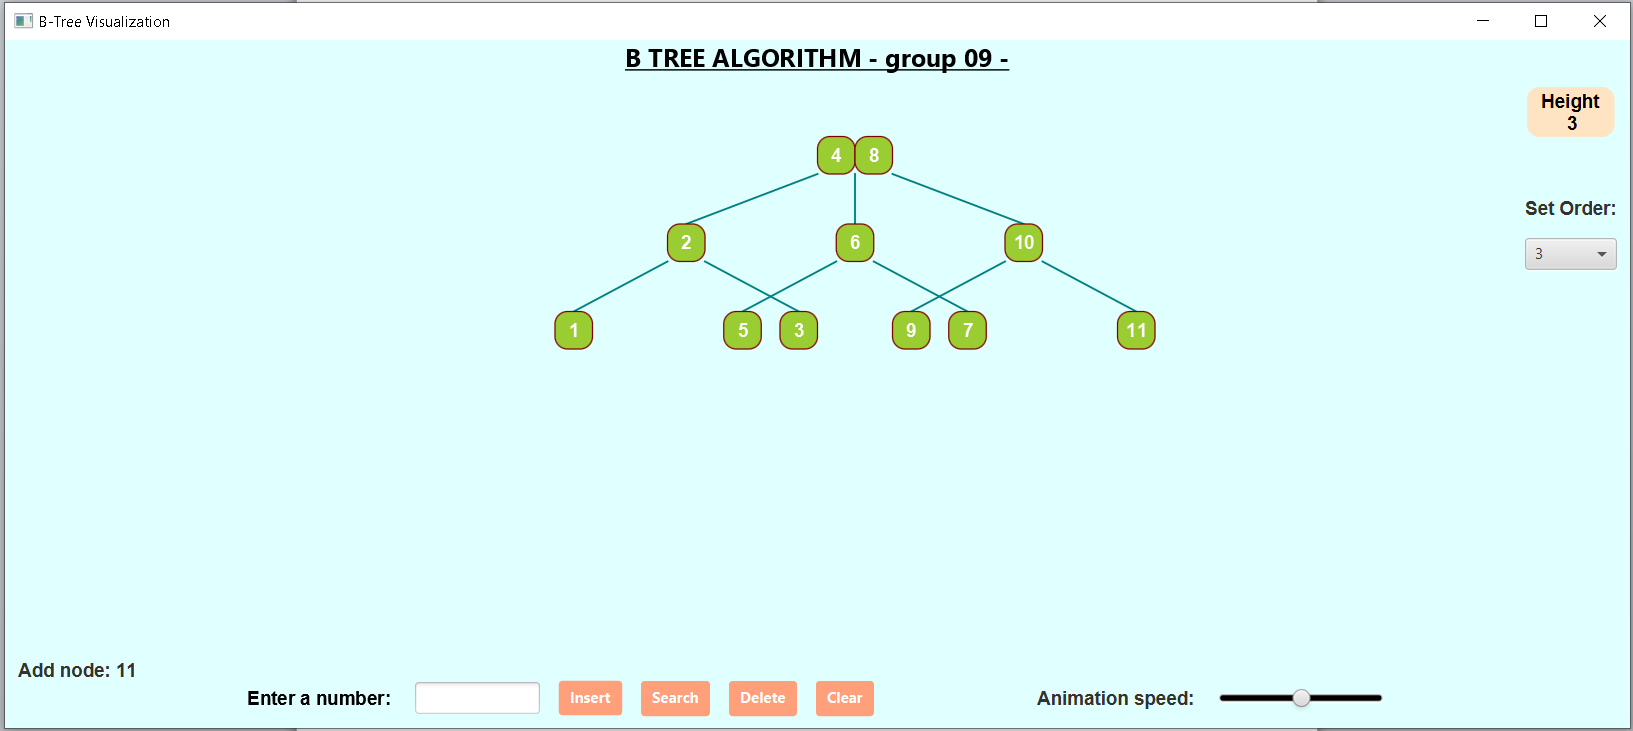 B-Tree Visualization
B TREE ALGORITHM - group 09 -
Height
3
4 8
Set Order:
2 6 10
3
1 5 3 9 7 11
Add node: 11
Enter a number: Insert Search Delete Clear Animation speed: